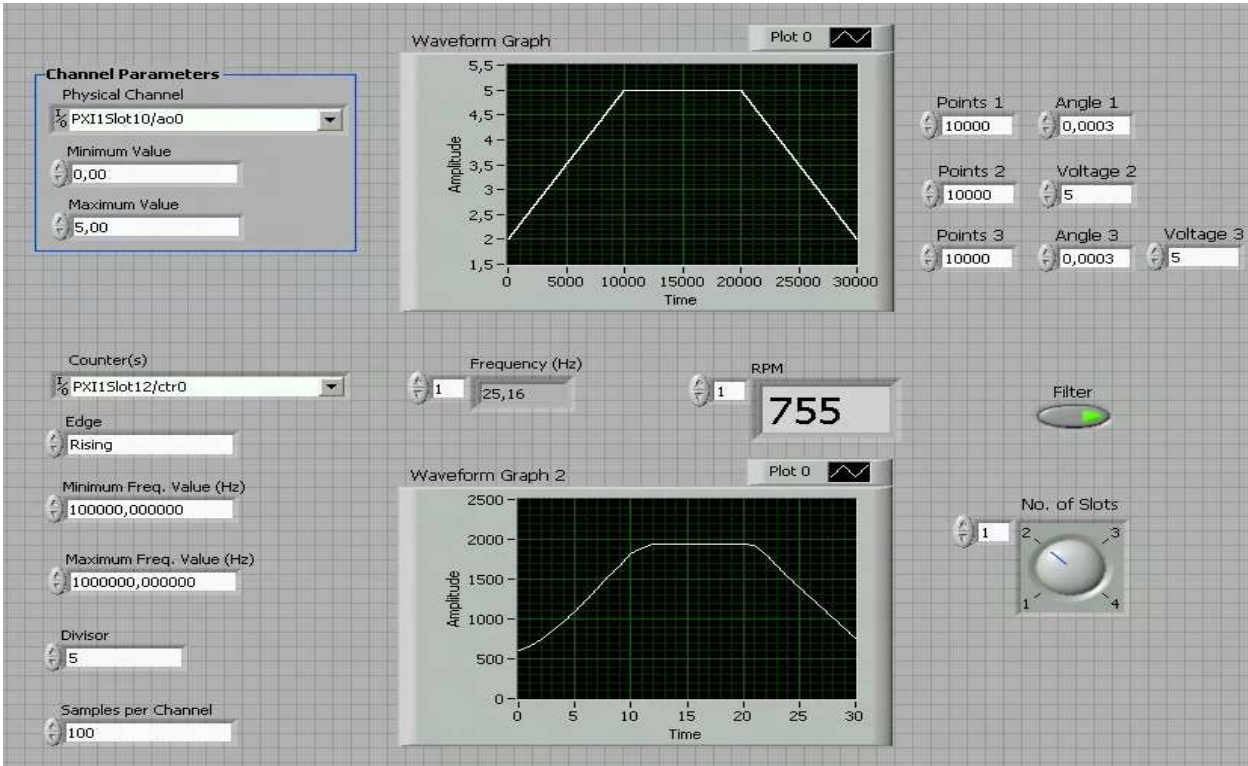 Channel Parameters
Physical Channel
PXI1Slot10/ao0
Minimum Value
0,00
Maximum Value
5,00
Waveform Graph
Plot 0
Amplitude
5,5
5
4,5
4
3,5
3
2,5
2
1,5
0 5000 10000 15000 20000 25000 30000
Time
Points 1 Angle 1
10000 0,0003
Points 2 Voltage 2
10000 5
Points 3 Angle 3 Voltage 3
10000 0,0003 5
Counter(s)
PXI1Slot12/ctr0
Edge
Rising
Minimum Freq. Value (Hz)
100000,000000
Maximum Freq. Value (Hz)
1000000,000000
Divisor
5
Samples per Channel
100
Frequency (Hz)
1 25,16
RPM
1 755
Filter
Waveform Graph 2
Plot 0
Amplitude
2500
2000
1500
1000
500
0
0 5 10 15 20 25 30
Time
No. of Slots
1
2 3
1 4